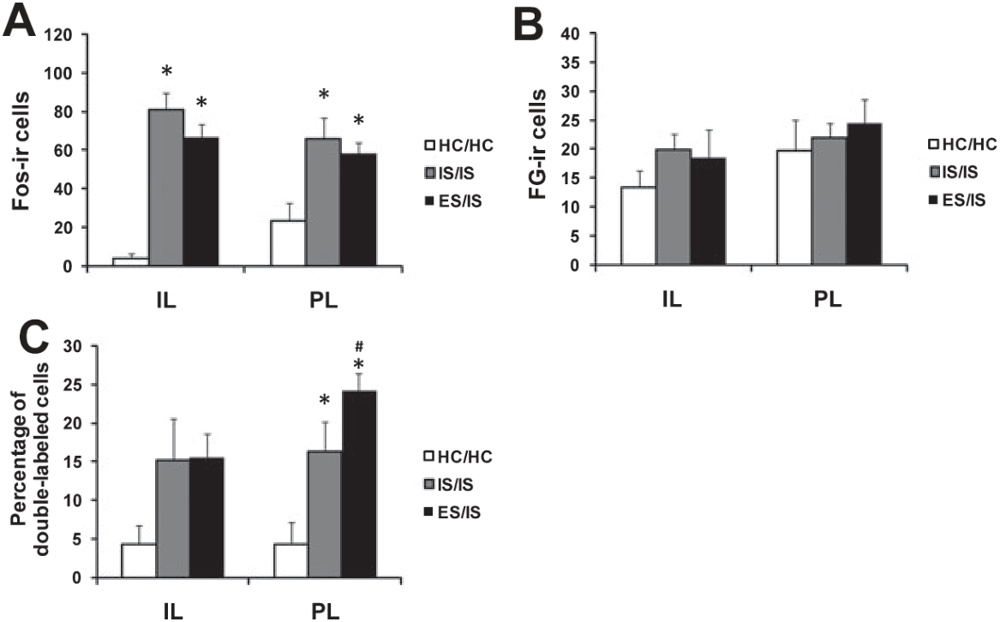 A
Fos-ir cells
120
100
80
60
40
20
0
*
*
*
*
IL
PL
HC/HC
IS/IS
ES/IS
B
FG-ir cells
40
35
30
25
20
15
10
5
0
IL
PL
HC/HC
IS/IS
ES/IS
C
Percentage of
double-labeled cells
30
25
20
15
10
5
0
*
#
*
IL
PL
HC/HC
IS/IS
ES/IS